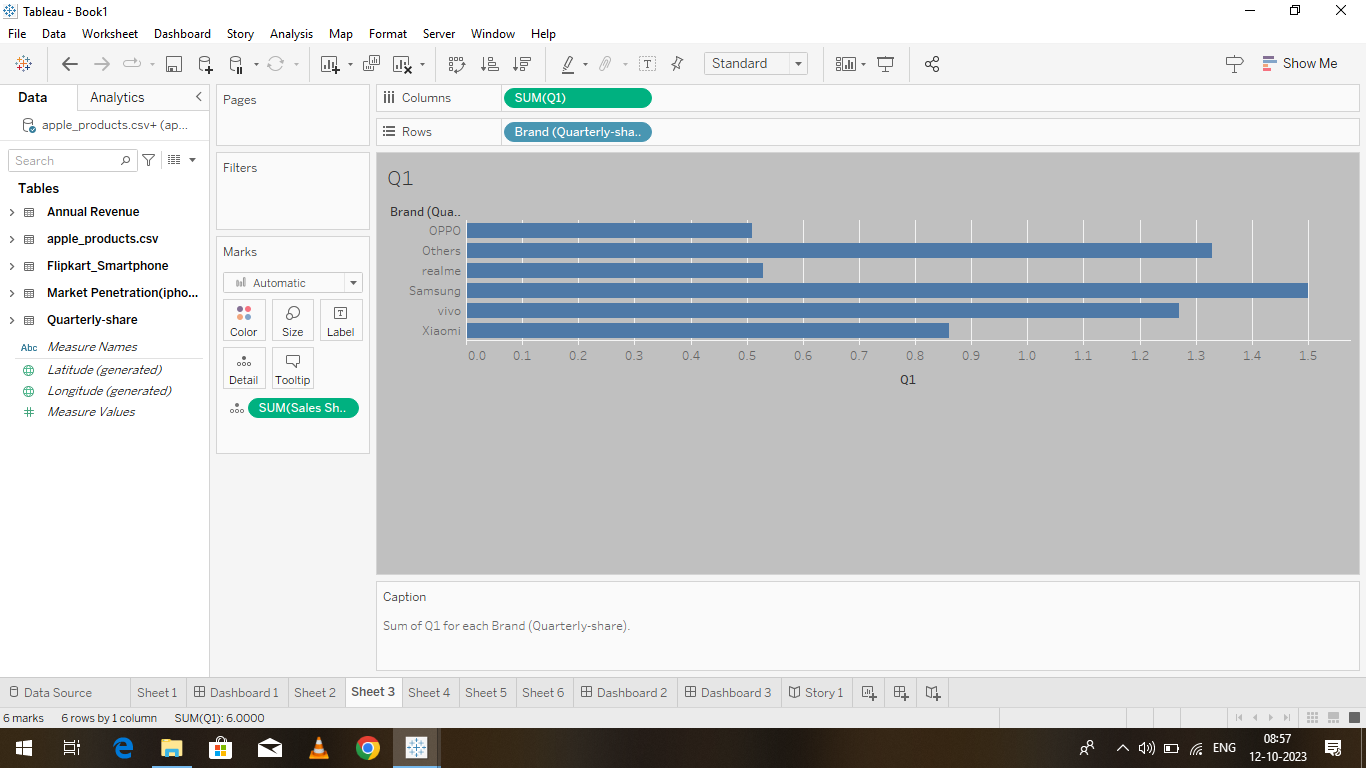 Tableau - Book1
File Data Worksheet Dashboard Story Analysis Map Format Server Window Help
Standard
Show Me
Data Analytics
apple_products.csv+ (ap...
Search
Tables
Annual Revenue
apple_products.csv
Flipkart_Smartphone
Market Penetration(ipho...
Quarterly-share
Abc Measure Names
Latitude (generated)
Longitude (generated)
Measure Values
Pages
Filters
Marks
Automatic
Color Size Label
Detail Tooltip
SUM(Sales Sh..
Columns SUM(Q1)
Rows Brand (Quarterly-sha..
Q1
Brand (Qua..
OPPO
Others
realme
Samsung
vivo
Xiaomi
0.0 0.1 0.2 0.3 0.4 0.5 0.6 0.7 0.8 0.9 1.0 1.1 1.2 1.3 1.4 1.5
Q1
Caption
Sum of Q1 for each Brand (Quarterly-share).
Data Source Sheet 1 Dashboard 1 Sheet 2 Sheet 3 Sheet 4 Sheet 5 Sheet 6 Dashboard 2 Dashboard 3 Story 1
6 marks 6 rows by 1 column SUM(Q1): 6.0000
ENG
08:57
12-10-2023